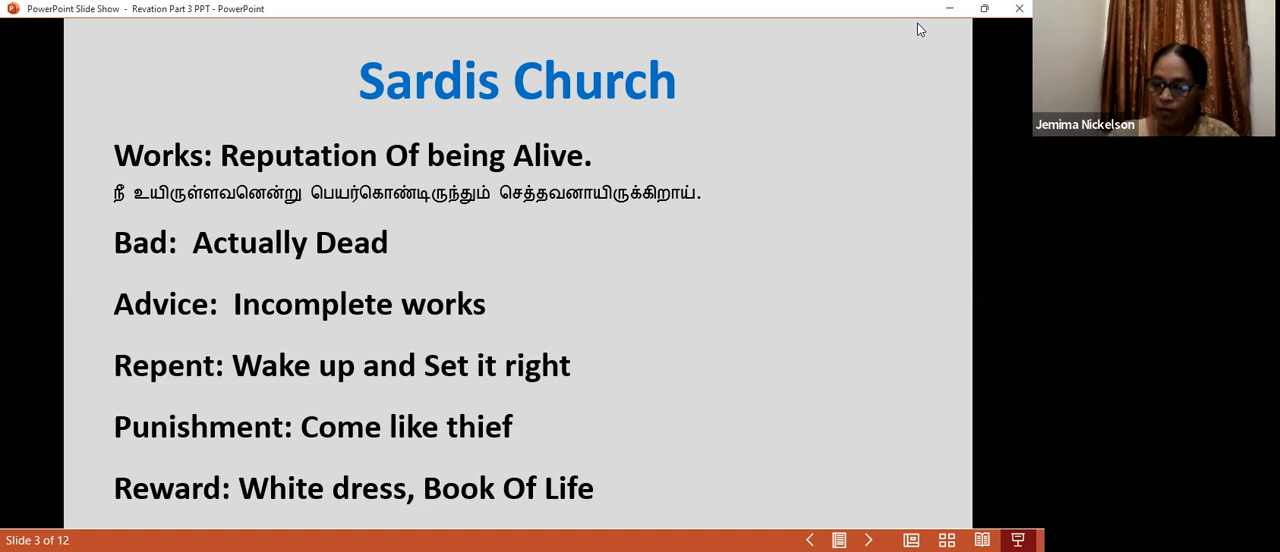 PowerPoint Slide Show - Revation Part 3 PPT - PowerPoint
Sardis Church
Jemima Nickelson
Works: Reputation Of being Alive.
நீ உயிருள்ளவனென்று பெயர்கொண்டிருந்தும் செத்தவனாயிருக்கிறாய்.
Bad: Actually Dead
Advice: Incomplete works
Repent: Wake up and Set it right
Punishment: Come like thief
Reward: White dress, Book Of Life
Slide 3 of 12